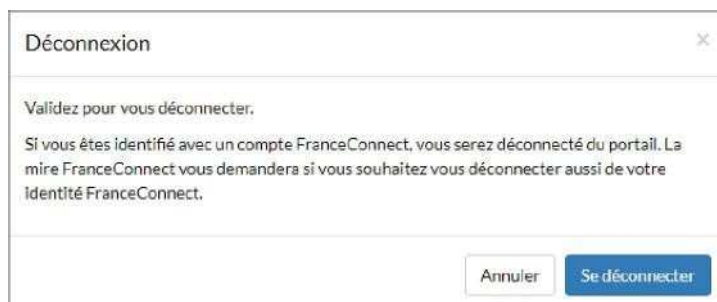 Déconnexion ×
Validez pour vous déconnecter.
Si vous êtes identifié avec un compte FranceConnect, vous serez déconnecté du portail. La
mire FranceConnect vous demandera si vous souhaitez vous déconnecter aussi de votre
identité FranceConnect.
Annuler Se déconnecter